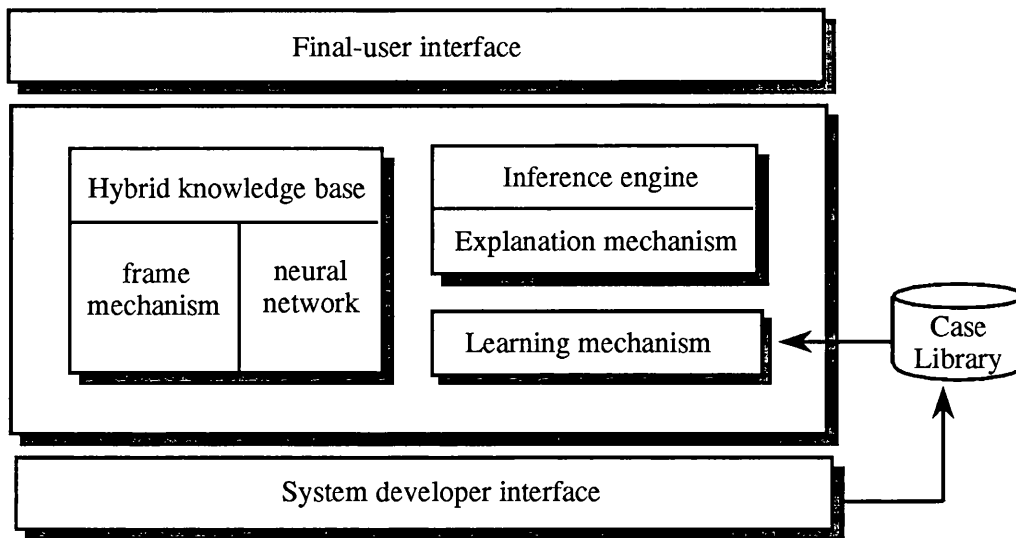 Final-user interface
Hybrid knowledge base
frame
mechanism
neural
network
Inference engine
Explanation mechanism
Learning mechanism
Case
Library
System developer interface